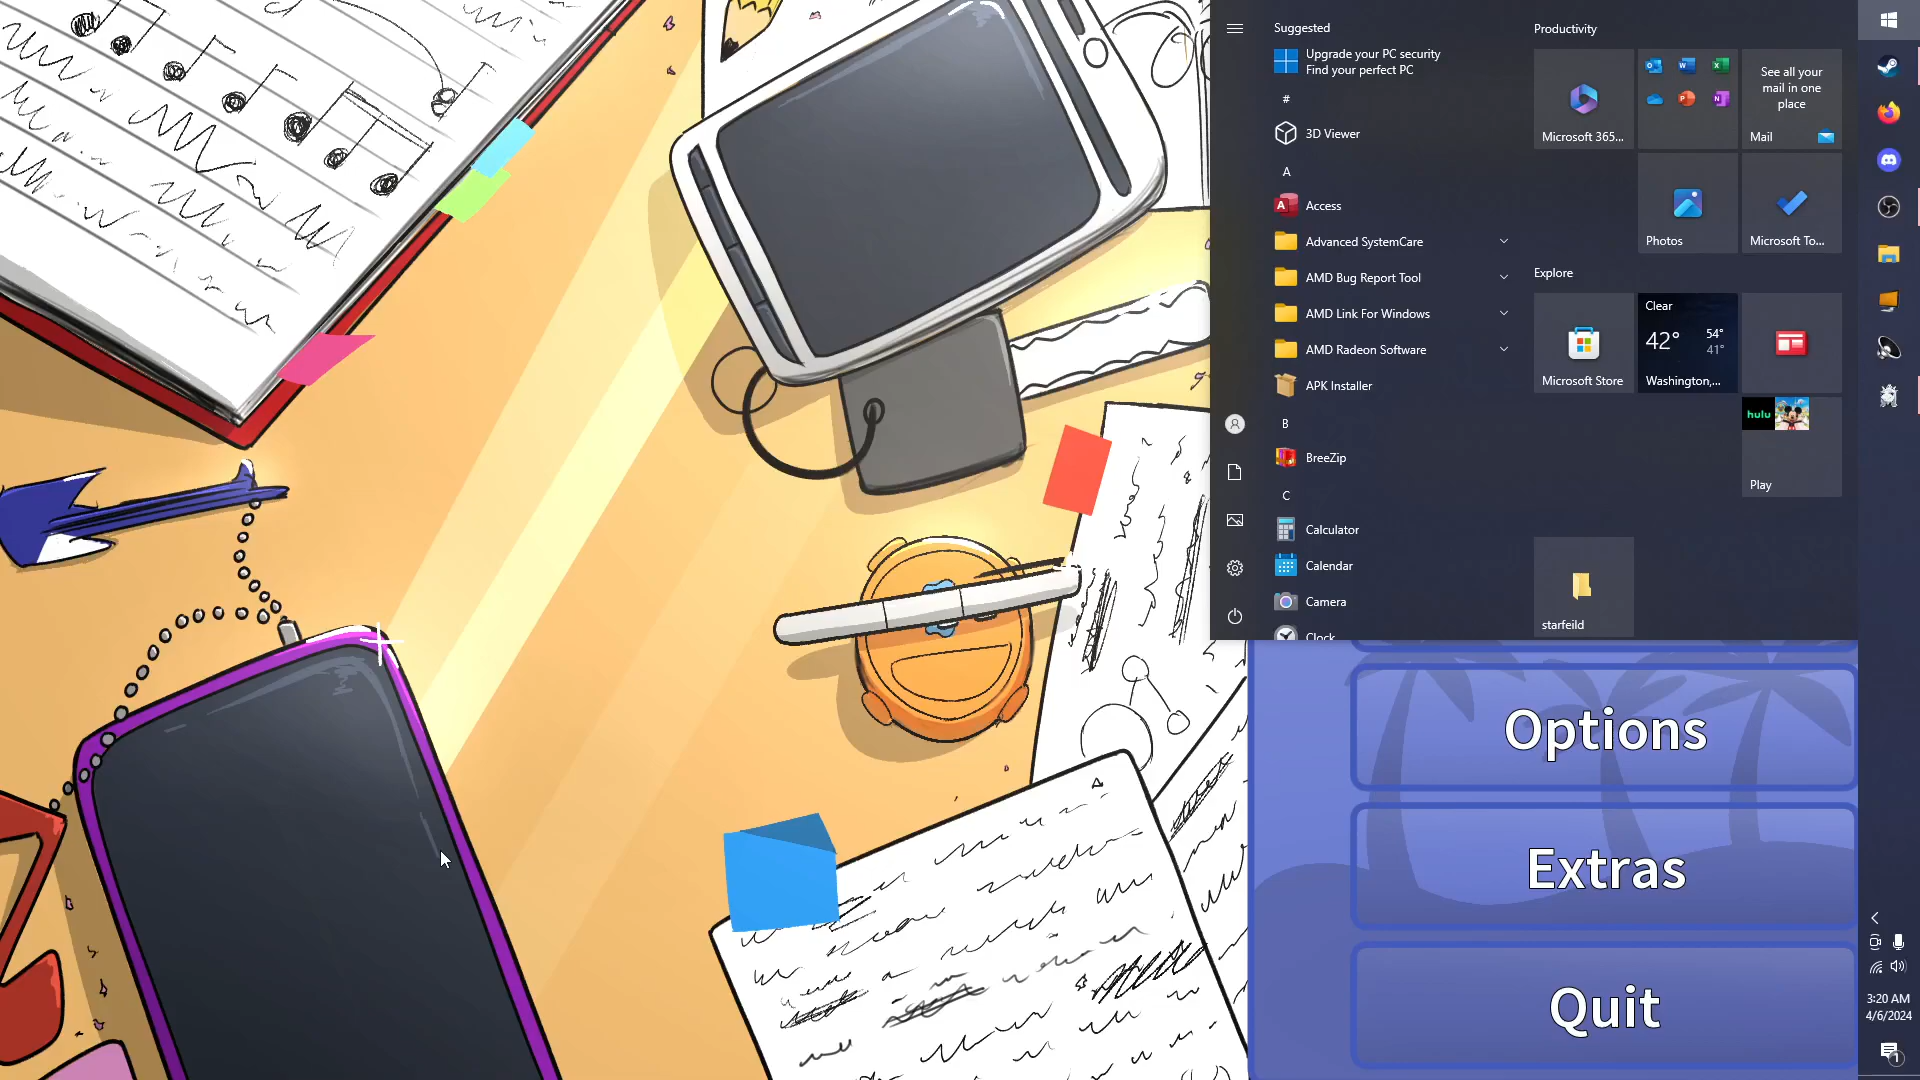 Suggested
Upgrade your PC security
Find your perfect PC
#
3D Viewer
A
Access
Advanced SystemCare
AMD Bug Report Tool
AMD Link For Windows
AMD Radeon Software
APK Installer
B
BreeZip
C
Calculator
Calendar
Camera
Clock
Productivity
Microsoft 365...
See all your
mail in one
place
Mail
Photos
Microsoft To...
Explore
Microsoft Store
Clear
42°
54°
41°
Washington,...
hulu
Play
starfeild
Options
Extras
Quit
3:20 AM
4/6/2024
1